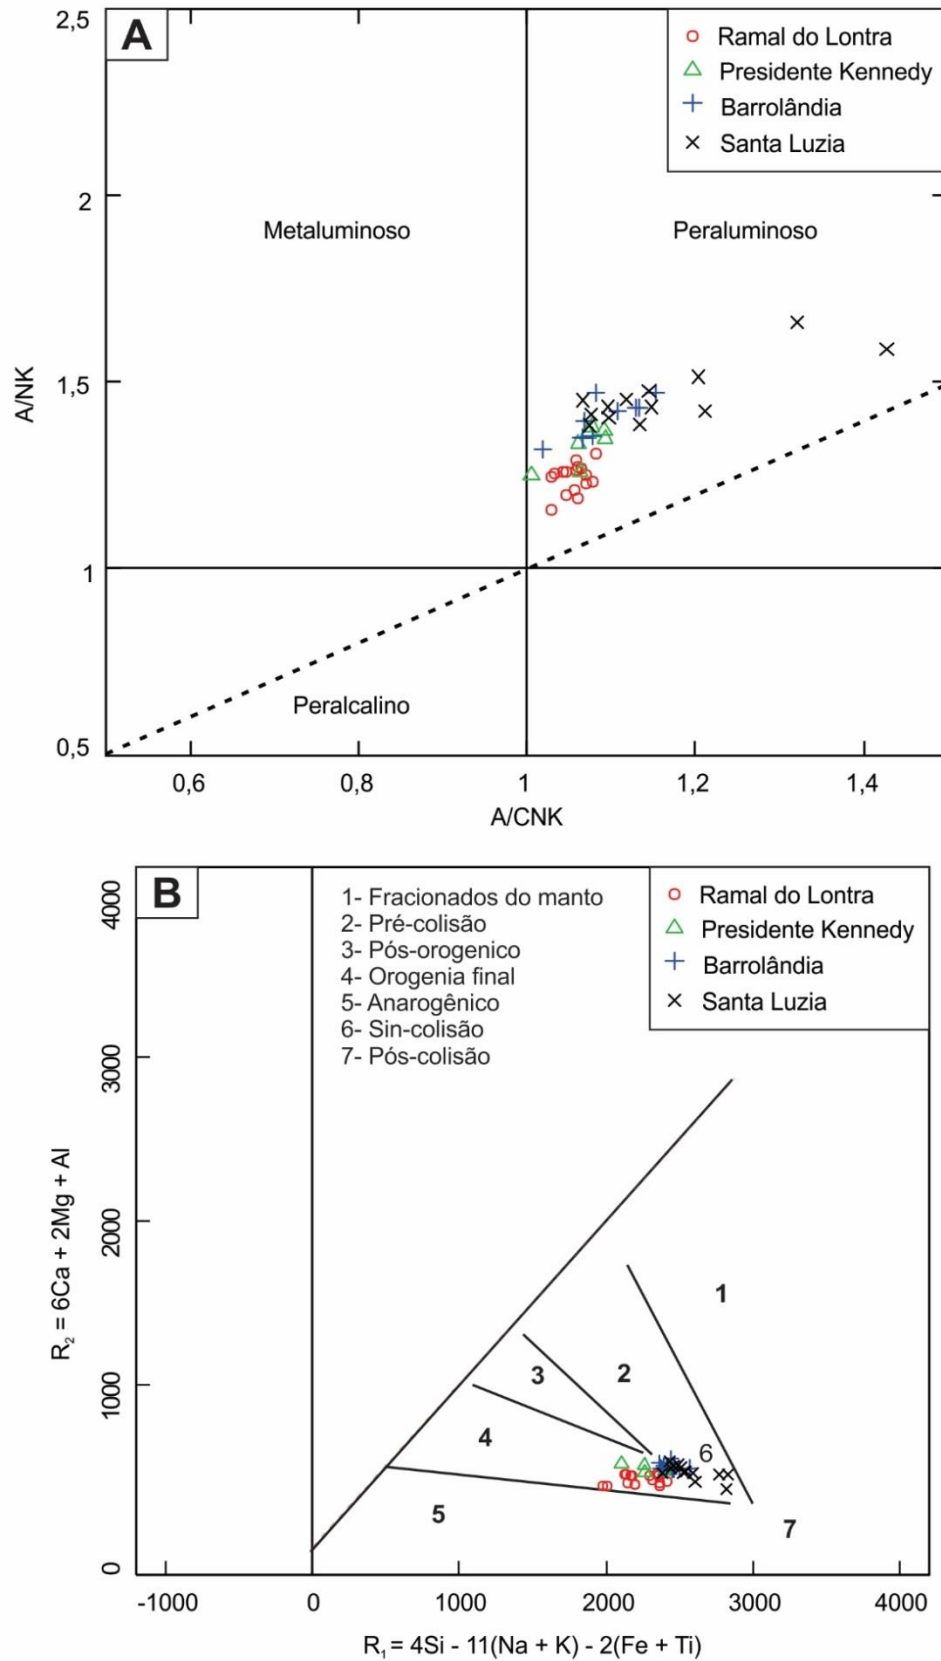 A
Ramal do Lontra
Presidente Kennedy
Barrolândia
Santa Luzia
2,5
2
1,5
1
0,5
A/NK
Metaluminoso
Peraluminoso
Peralcalino
0,6
0,8
1
1,2
1,4
A/CNK
B
1- Fracionados do manto
2- Pré-colisão
3- Pós-orogenico
4- Orogenia final
5- Anarogênico
6- Sin-colisão
7- Pós-colisão
Ramal do Lontra
Presidente Kennedy
Barrolândia
Santa Luzia
4000
3000
2000
1000
0
R₂ = 6Ca + 2Mg + Al
1
3
2
4
6
5
7
-1000
0
1000
2000
3000
4000
R₁ = 4Si - 11(Na + K) - 2(Fe + Ti)